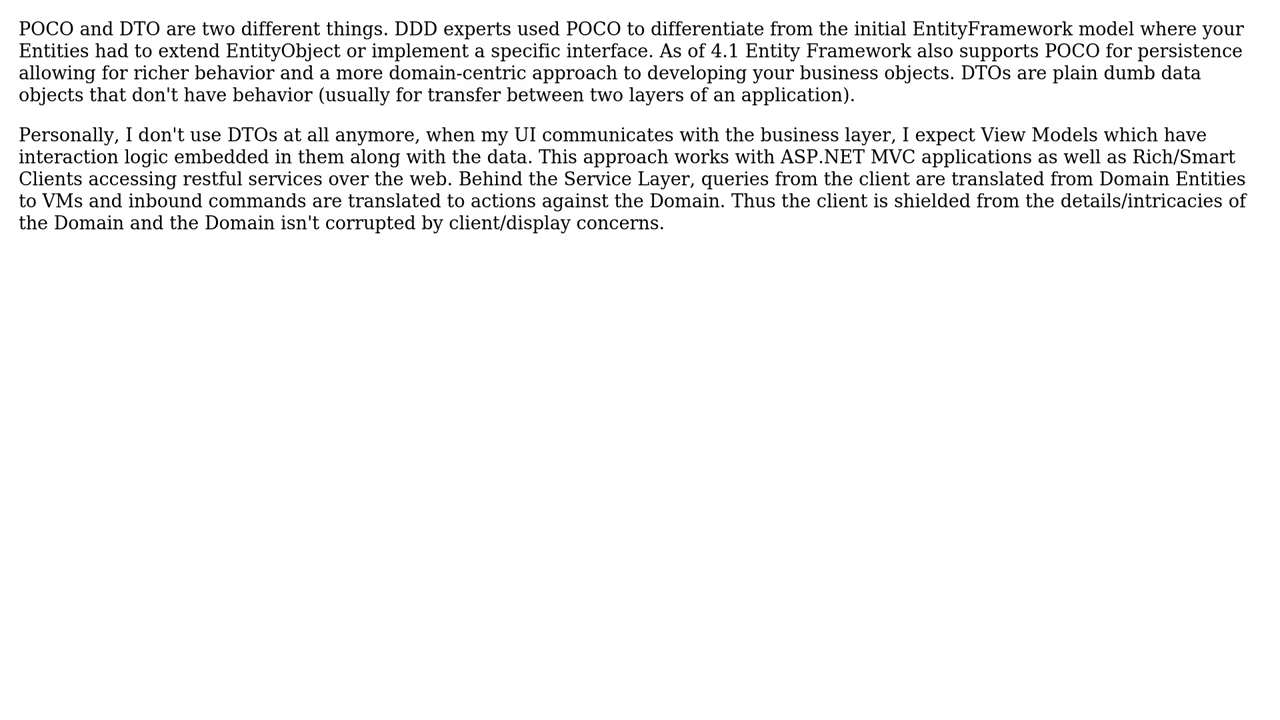 POCO and DTO are two different things. DDD experts used POCO to differentiate from the initial EntityFramework model where your
Entities had to extend EntityObject or implement a specific interface. As of 4.1 Entity Framework also supports POCO for persistence
allowing for richer behavior and a more domain-centric approach to developing your business objects. DTOs are plain dumb data
objects that don't have behavior (usually for transfer between two layers of an application).
Personally, I don't use DTOs at all anymore, when my UI communicates with the business layer, I expect View Models which have
interaction logic embedded in them along with the data. This approach works with ASP.NET MVC applications as well as Rich/Smart
Clients accessing restful services over the web. Behind the Service Layer, queries from the client are translated from Domain Entities
to VMs and inbound commands are translated to actions against the Domain. Thus the client is shielded from the details/intricacies of
the Domain and the Domain isn't corrupted by client/display concerns.